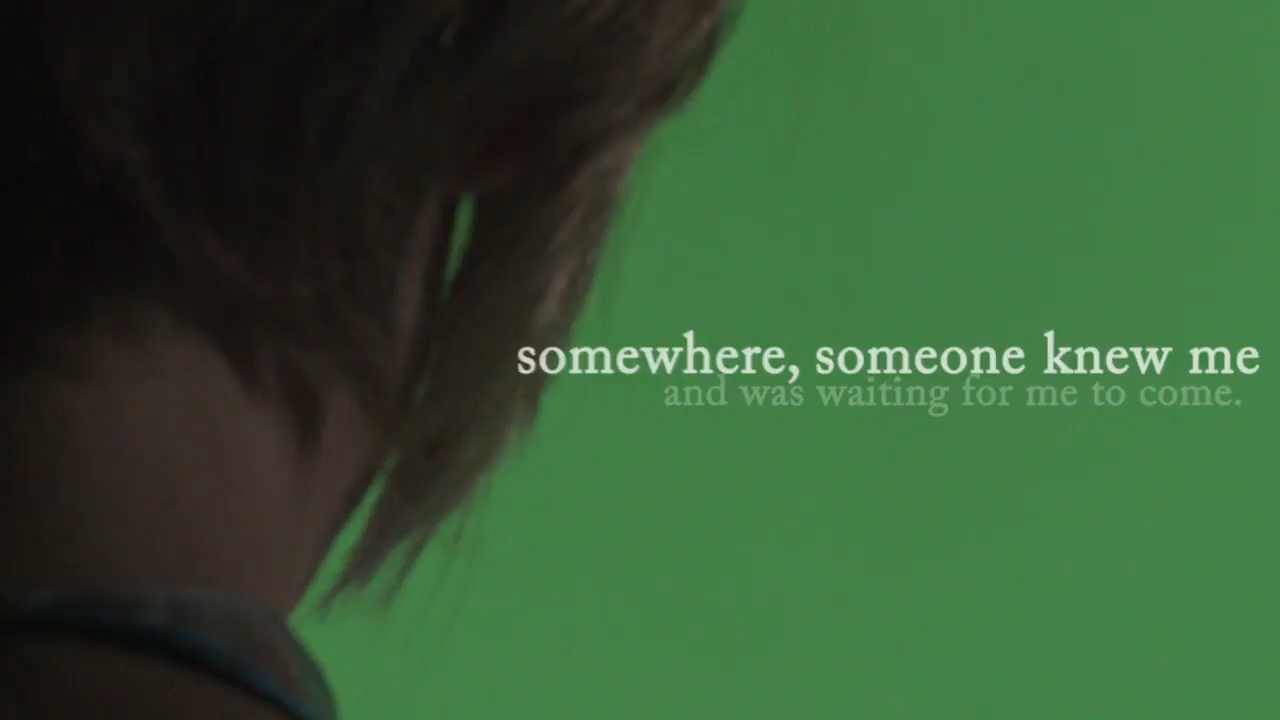 somewhere, someone knew me
and was waiting for me to come.